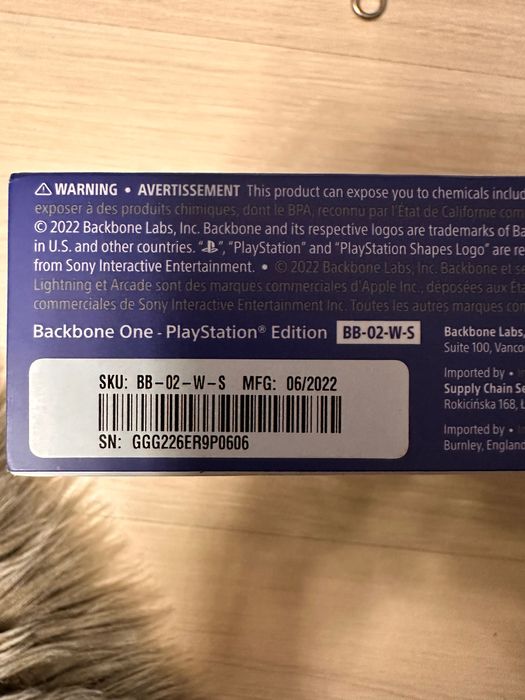 ⚠ WARNING • AVERTISSEMENT This product can expose you to chemicals includ
exposer à des produits chimiques, dont le BPA, reconnu par l'État de Californie com
© 2022 Backbone Labs, Inc. Backbone and its respective logos are trademarks of Ba
in U.S. and other countries. “ ”, “PlayStation” and “PlayStation Shapes Logo” are re
from Sony Interactive Entertainment. • © 2022 Backbone Labs, Inc. Backbone et se
Lightning et Arcade sont des marques commerciales d'Apple Inc., déposées aux Éta
commerciales de Sony Interactive Entertainment Inc. Toutes les autres marques con
Backbone One - PlayStation® Edition BB-02-W-S
SKU: BB-02-W-S MFG: 06/2022
SN: GGG226ER9P0606
Backbone Labs,
Suite 100, Vanco
Imported by •
Supply Chain Se
Rokicińska 168, Ł
Imported by •
Burnley, England